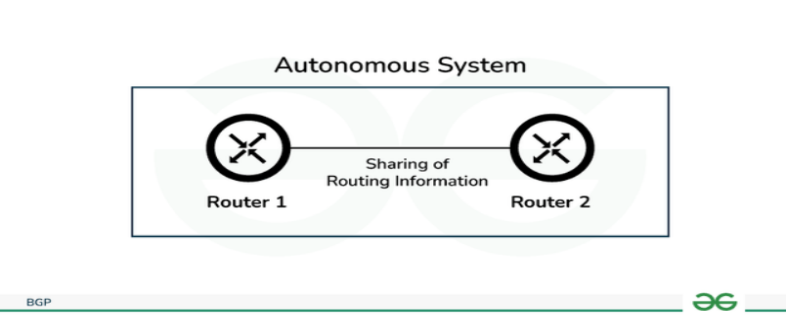 Autonomous System
Sharing of
Routing Information
Router 1
Router 2
BGP